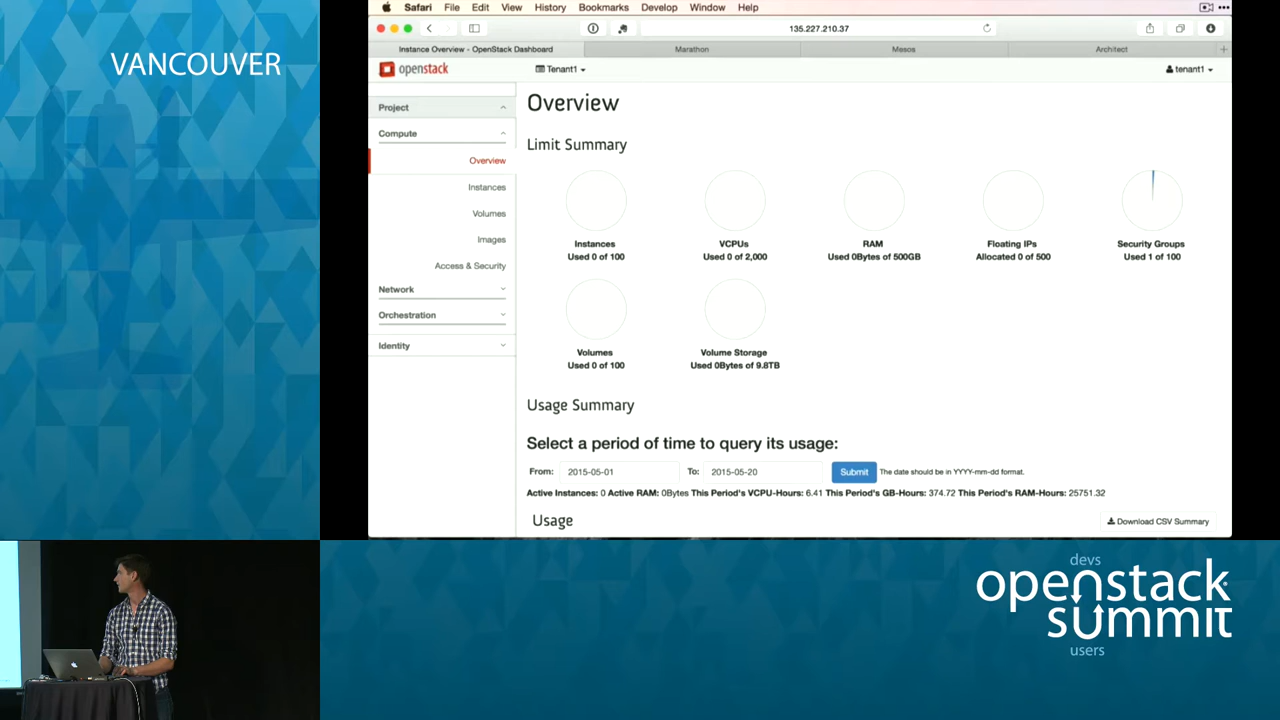 VANCOUVER
Safari File Edit View History Bookmarks Develop Window Help
135.227.210.37
Instance Overview - OpenStack Dashboard Marathon Mesos Architect
openstack Tenant1 tenant1
Project
Compute
Overview
Instances
Volumes
Images
Access & Security
Network
Orchestration
Identity
Overview
Limit Summary
Instances VCPUs RAM Floating IPs Security Groups
Used 0 of 100 Used 0 of 2,000 Used 0Bytes of 500GB Allocated 0 of 500 Used 1 of 100
Volumes Volume Storage
Used 0 of 100 Used 0Bytes of 9.8TB
Usage Summary
Select a period of time to query its usage:
From: 2015-05-01 To: 2015-05-20 Submit The date should be in YYYY-mm-dd format.
Active Instances: 0 Active RAM: 0Bytes This Period's VCPU-Hours: 6.41 This Period's GB-Hours: 374.72 This Period's RAM-Hours: 25751.32
Usage Download CSV Summary
devs
openstack
summit
users